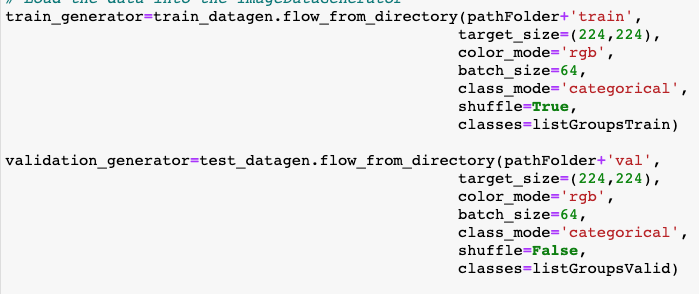 # Load the data into the ImageDataGenerator
train_generator=train_datagen.flow_from_directory(pathFolder+'train',
target_size=(224,224),
color_mode='rgb',
batch_size=64,
class_mode='categorical',
shuffle=True,
classes=listGroupsTrain)
validation_generator=test_datagen.flow_from_directory(pathFolder+'val',
target_size=(224,224),
color_mode='rgb',
batch_size=64,
class_mode='categorical',
shuffle=False,
classes=listGroupsValid)